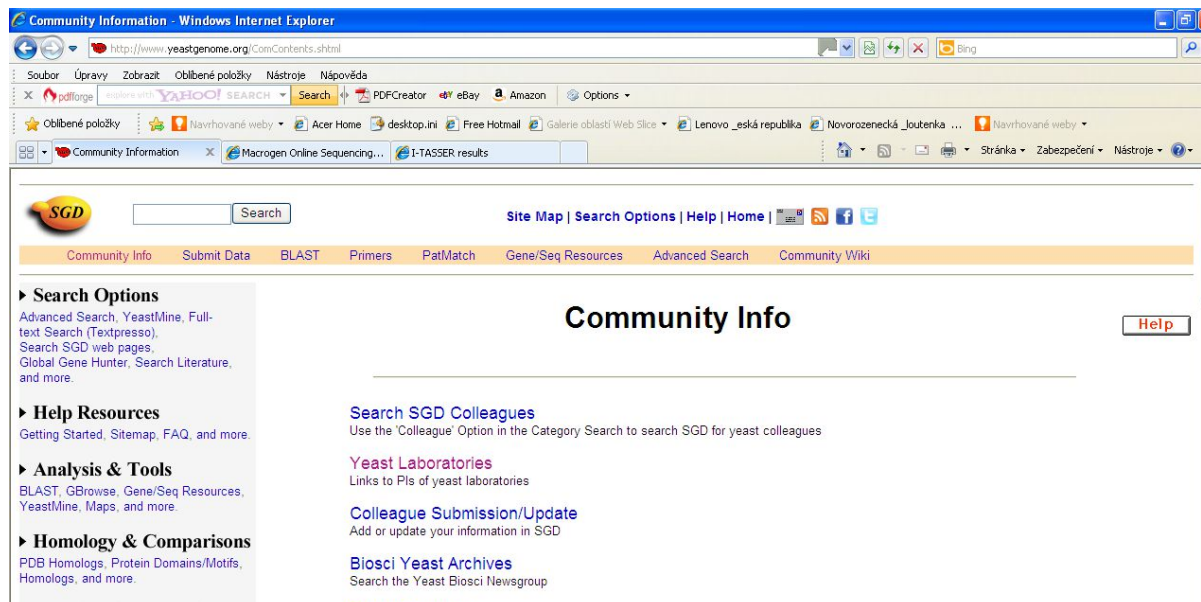 Community Information - Windows Internet Explorer
http://www.yeastgenome.org/ComContents.shtml
Bing
Soubor Úpravy Zobrazit Oblíbené položky Nástroje Nápověda
X pdfforge explore with YAHOO! SEARCH Search PDFCreator eBay Amazon Options
Oblíbené položky Navrhované weby Acer Home desktop.ini Free Hotmail Galerie oblastí Web Slice Lenovo _eská republika Novorozenecká _loutenka ... Navrhované weby
Community Information X Macrogen Online Sequencing... I-TASSER results Stránka Zabezpečení Nástroje
SGD Search Site Map | Search Options | Help | Home |
Community Info Submit Data BLAST Primers PatMatch Gene/Seq Resources Advanced Search Community Wiki
Search Options
Advanced Search, YeastMine, Full-
text Search (Textpresso),
Search SGD web pages,
Global Gene Hunter, Search Literature,
and more.
Help Resources
Getting Started, Sitemap, FAQ, and more.
Analysis & Tools
BLAST, GBrowse, Gene/Seq Resources,
YeastMine, Maps, and more.
Homology & Comparisons
PDB Homologs, Protein Domains/Motifs,
Homologs, and more.
Community Info
Help
Search SGD Colleagues
Use the 'Colleague' Option in the Category Search to search SGD for yeast colleagues
Yeast Laboratories
Links to PIs of yeast laboratories
Colleague Submission/Update
Add or update your information in SGD
Biosci Yeast Archives
Search the Yeast Biosci Newsgroup